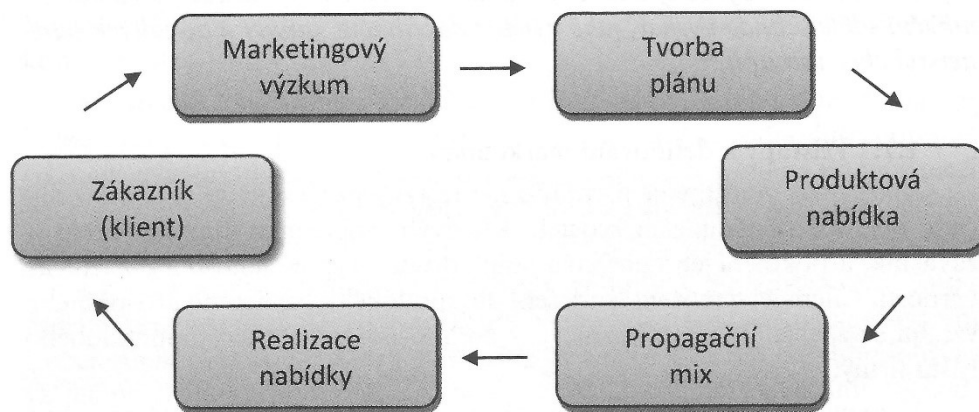 Marketingový
výzkum
Tvorba
plánu
Produktová
nabídka
Propagační
mix
Realizace
nabídky
Zákazník
(klient)